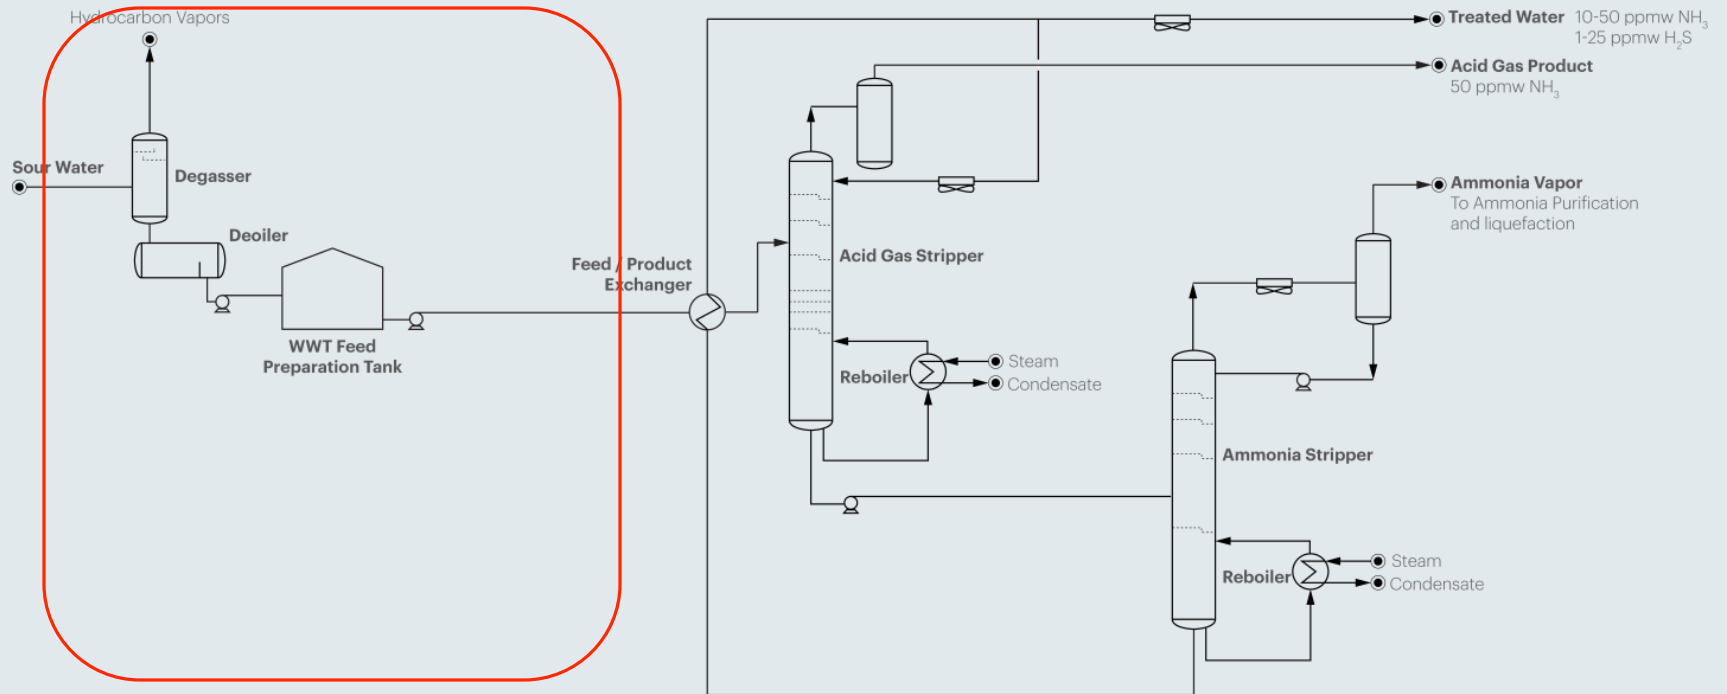 Hydrocarbon Vapors
Sour Water
Degasser
Deoiler
WWT Feed
Preparation Tank
Feed / Product
Exchanger
Acid Gas Stripper
Reboiler
Steam
Condensate
Treated Water 10-50 ppmw NH₃
1-25 ppmw H₂S
Acid Gas Product
50 ppmw NH₃
Ammonia Vapor
To Ammonia Purification
and liquefaction
Ammonia Stripper
Reboiler
Steam
Condensate